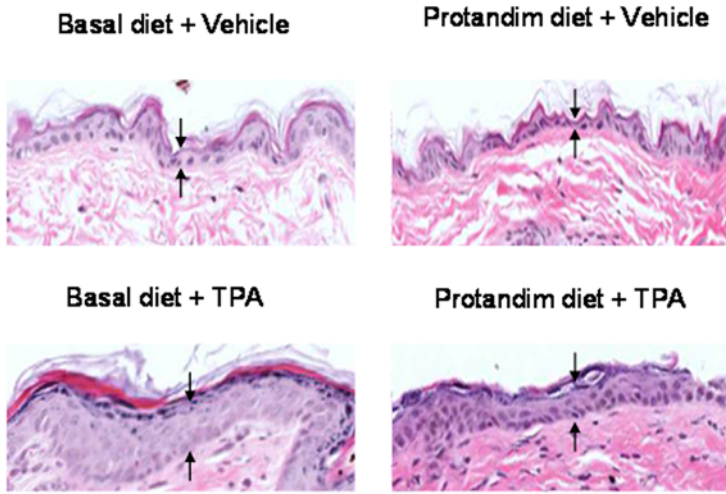 Basal diet + Vehicle
Protandim diet + Vehicle
Basal diet + TPA
Protandim diet + TPA